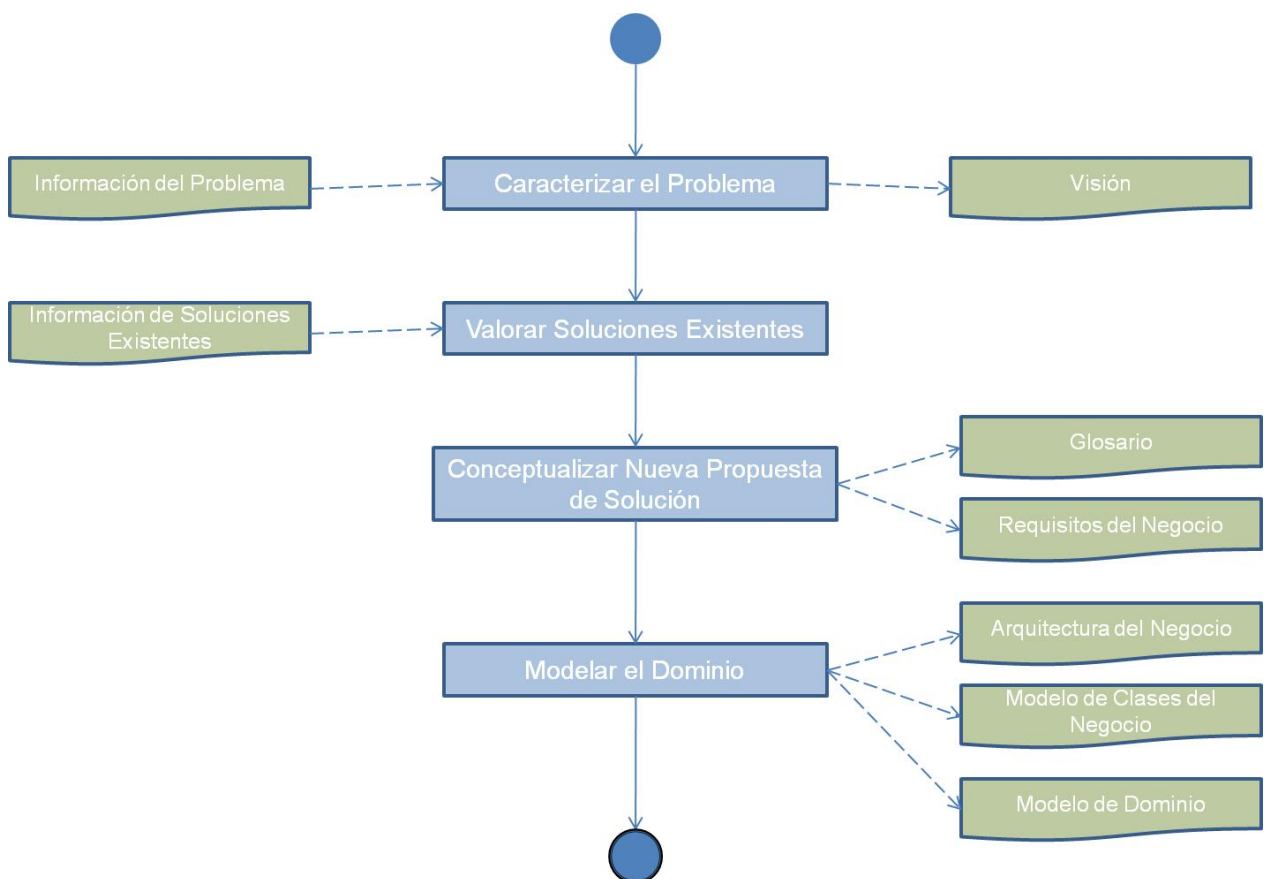 Información del Problema
Caracterizar el Problema
Visión
Información de Soluciones
Existentes
Valorar Soluciones Existentes
Conceptualizar Nueva Propuesta
de Solución
Glosario
Requisitos del Negocio
Modelar el Dominio
Arquitectura del Negocio
Modelo de Clases del
Negocio
Modelo de Dominio